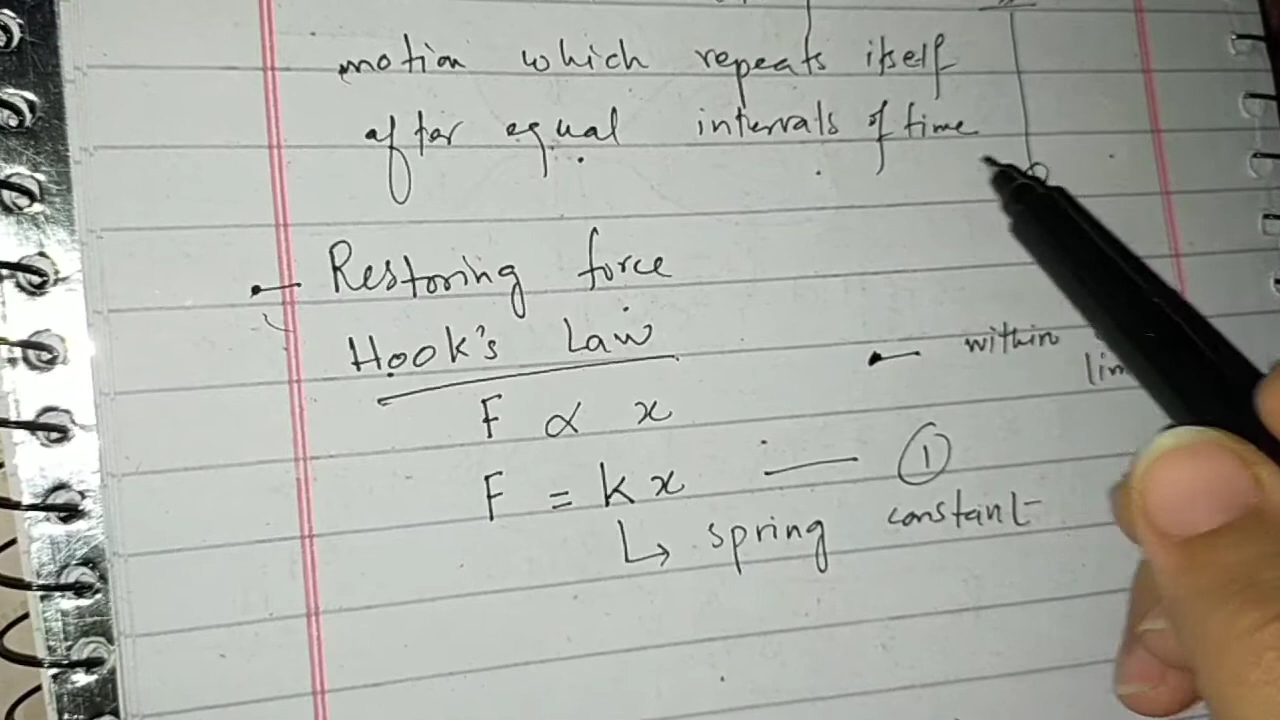 motion which repeats itself
after equal intervals of time
Restoring force
Hook's Law
within
F ∝ x
F = kx —— ①
↳ spring constant